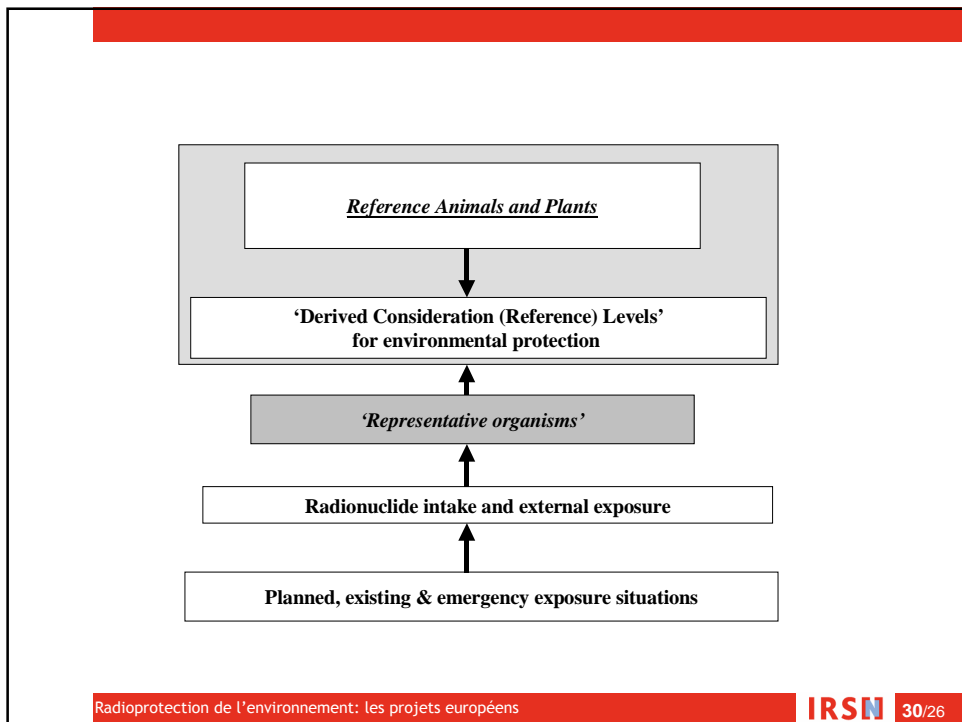 Reference Animals and Plants
‘Derived Consideration (Reference) Levels’
for environmental protection
‘Representative organisms’
Radionuclide intake and external exposure
Planned, existing & emergency exposure situations
Radioprotection de l’environnement: les projets européens
IRSN
30/26